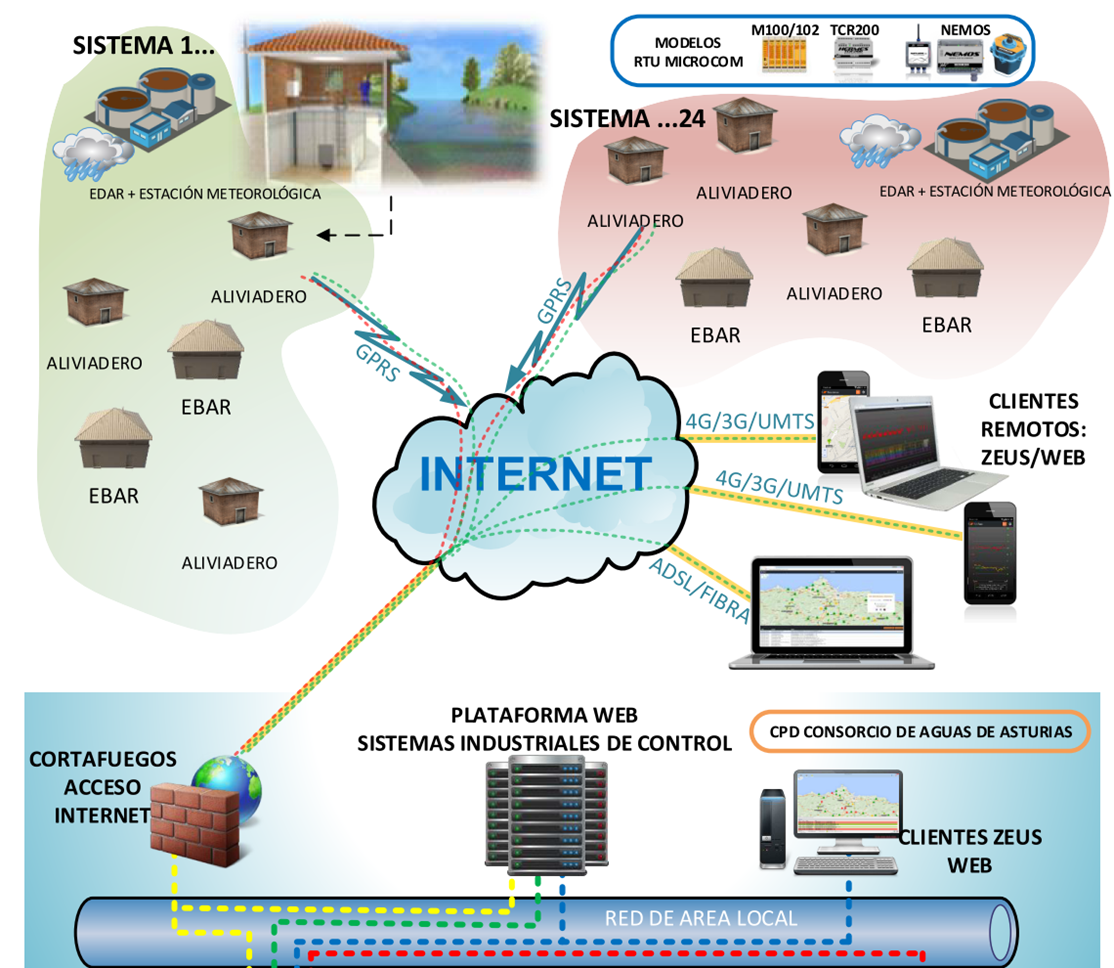 SISTEMA 1...
MODELOS
RTU MICROCOM
M100/102
TCR200
NEMOS
HERMES
NEMOS
SISTEMA ...24
EDAR + ESTACIÓN METEOROLÓGICA
ALIVIADERO
ALIVIADERO
EDAR + ESTACIÓN METEOROLÓGICA
ALIVIADERO
ALIVIADERO
EBAR
EBAR
ALIVIADERO
EBAR
EBAR
ALIVIADERO
GPRS
GPRS
INTERNET
4G/3G/UMTS
4G/3G/UMTS
ADSL/FIBRA
CLIENTES
REMOTOS:
ZEUS/WEB
CORTAFUEGOS
ACCESO
INTERNET
PLATAFORMA WEB
SISTEMAS INDUSTRIALES DE CONTROL
CPD CONSORCIO DE AGUAS DE ASTURIAS
CLIENTES ZEUS
WEB
RED DE AREA LOCAL